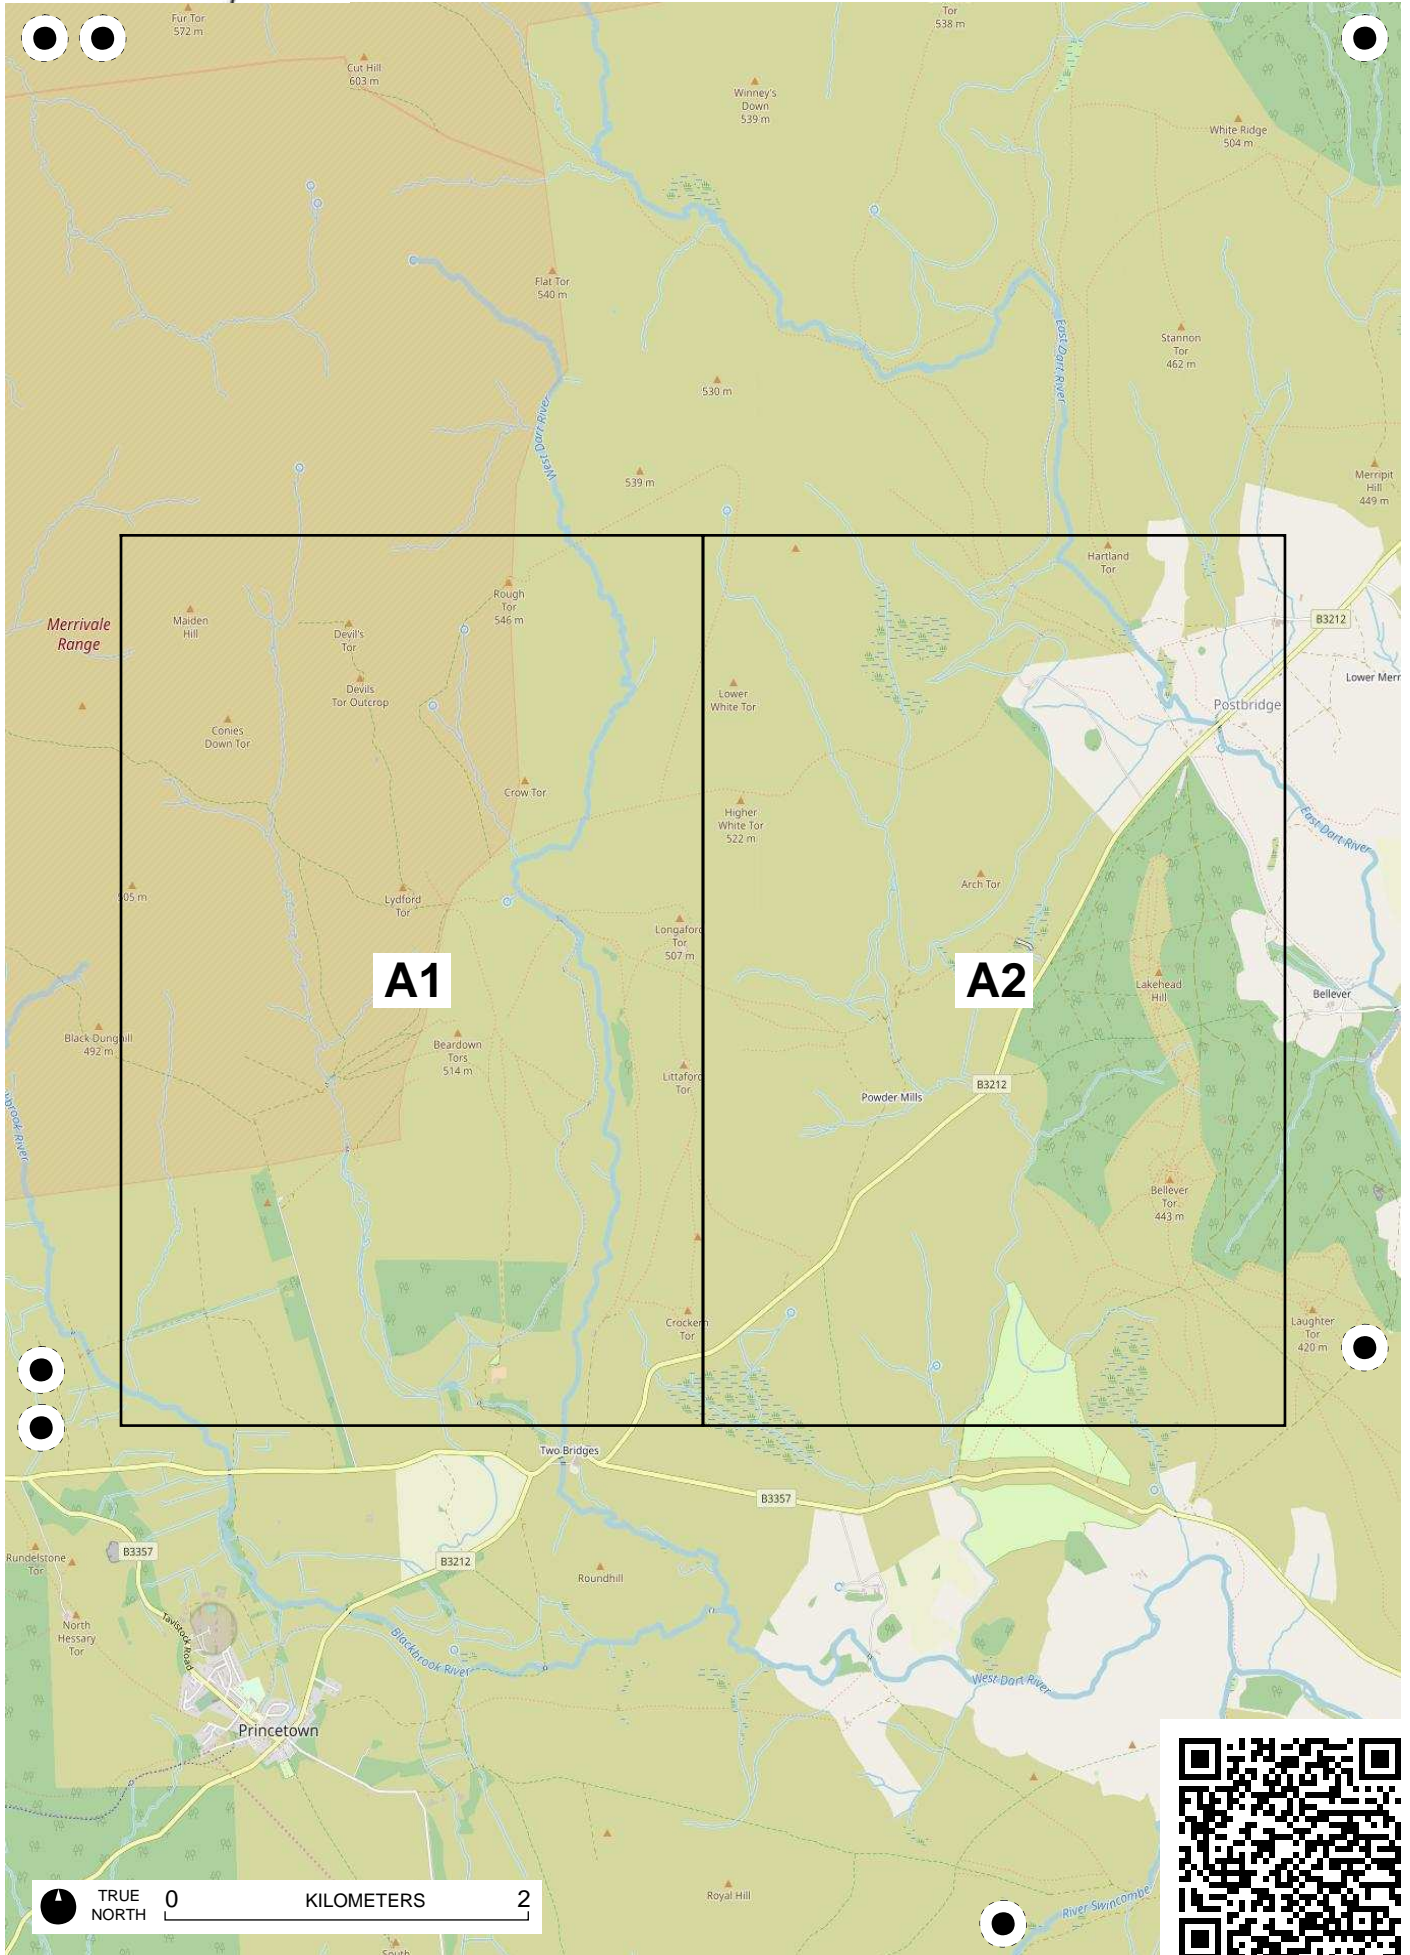 Fur Tor
572 m
Cut Hill
603 m
Tor
538 m
Winney's
Down
539 m
White Ridge
504 m
Flat Tor
540 m
East Dart River
Stannon
Tor
462 m
530 m
West Dart River
539 m
Merripit
Hill
449 m
Hartland
Tor
Rough
Tor
546 m
Maiden
Hill
Merrivale
Range
Devil's
Tor
B3212
Devils
Tor Outcrop
Lower
White Tor
Lower Merr
Postbridge
Conies
Down Tor
Crow Tor
Higher
White Tor
522 m
East Dart River
Arch Tor
505 m
Lydford
Tor
Longaford
Tor
507 m
A1
A2
Lakehead
Hill
Bellever
Black Dunghill
492 m
Beardown
Tors
514 m
Littaford
Tor
B3212
Powder Mills
brook River
Bellever
Tor
443 m
Crockern
Tor
Laughter
Tor
420 m
Two Bridges
B3357
B3357
B3212
Rundelstone
Tor
Roundhill
North
Hessary
Tor
Tavistock Road
Blackbrook River
West Dart River
Princetown
TRUE
NORTH
0
KILOMETERS
2
Royal Hill
River Swincombe
South